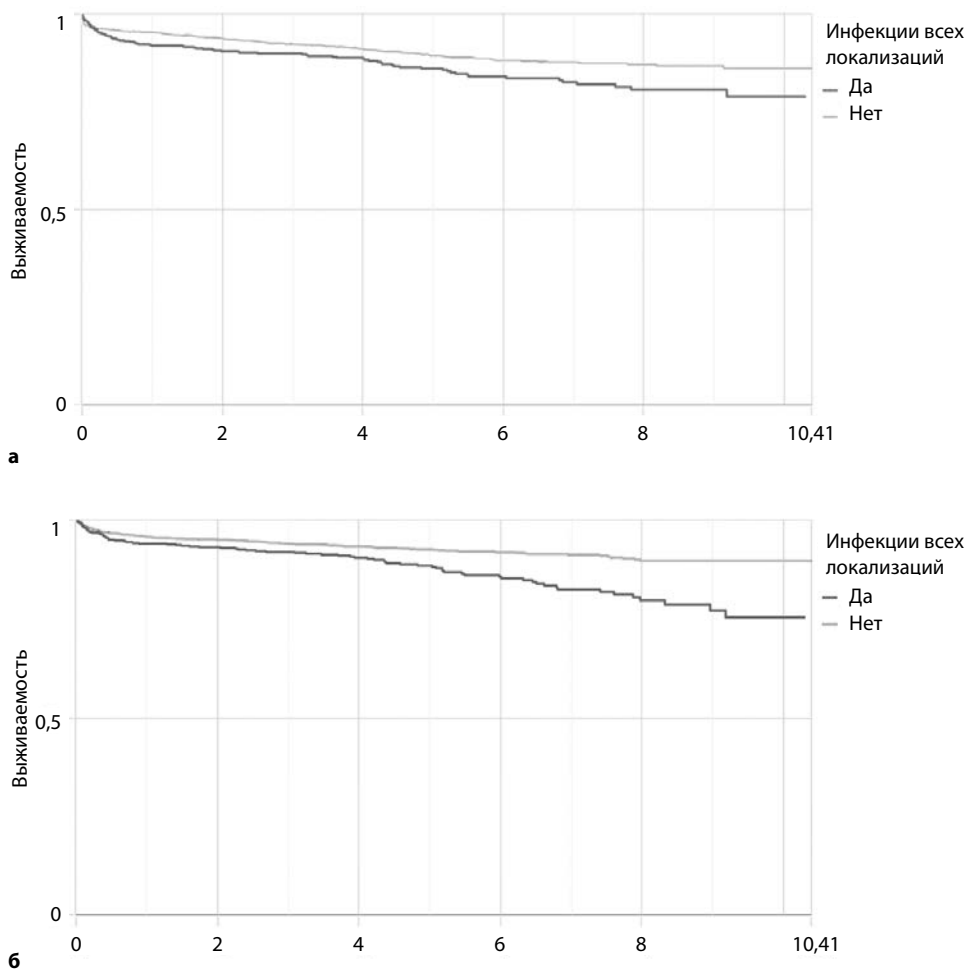 1
0,5
0
Выживаемость
0
2
4
6
8
10,41
Инфекции всех
локализаций
Да
Нет
а
1
0,5
0
Выживаемость
0
2
4
6
8
10,41
Инфекции всех
локализаций
Да
Нет
б